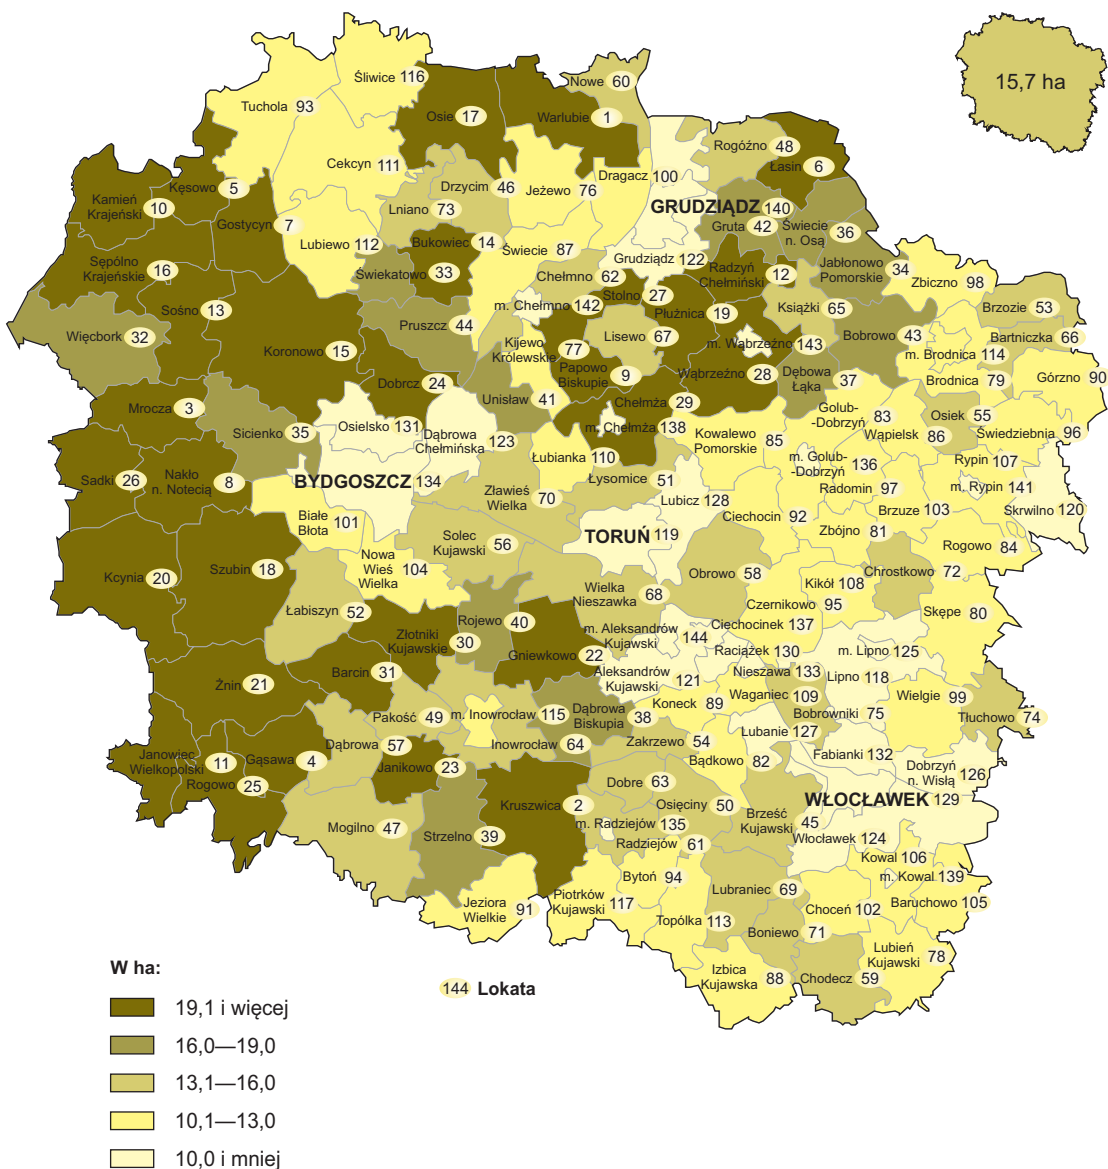 15,7 ha
Śliwice 116
Nowe 60
Tuchola 93
Osie 17
Warlubie 1
Rogóźno 48
Łasin 6
Cekcyn 111
Drzycim 46
Jeżewo 76
Dragacz 100
Kęsowo 5
Kamień
Krajeński 10
Gostycyn 7
Lniano 73
GRUDZIĄDZ 140
Gruta 42
Świecie
n. Osą 36
Lubiewo 112
Bukowiec 14
Świecie 87
Grudziądz 122
Sępólno
Krajeńskie 16
Świekatowo 33
Chełmno 62
Radzyń
Chełmiński 12
Jabłonowo
Pomorskie 34
Zbiczno 98
Sośno 13
m. Chełmno 142
Stolno 27
Płużnica 19
Książki 65
Brzozie 53
Więcbork 32
Pruszcz 44
Kijewo
Królewskie 77
Lisewo 67
m. Wąbrzeźno 143
Bobrowo 43
Bartniczka 66
Koronowo 15
Papowo
Biskupie 9
Wąbrzeźno 28
Dębowa
Łąka 37
m. Brodnica 114
Brodnica 79
Górzno 90
Dobrcz 24
Unisław 41
Chełmża 29
Mrocza 3
Sicienko 35
Osielsko 131
Dąbrowa
Chełmińska 123
m. Chełmża 138
Golub-
-Dobrzyń 83
Osiek 55
Wąpielsk 86
Świedziebnia 96
Łubianka 110
Kowalewo
Pomorskie 85
m. Golub-
-Dobrzyń 136
Rypin 107
Sadki 26
Nakło
n. Notecią 8
BYDGOSZCZ 134
Zławieś
Wielka 70
Łysomice 51
Lubicz 128
Radomin 97
m. Rypin 141
Skrwilno 120
Białe
Błota 101
Solec
Kujawski 56
TORUŃ 119
Ciechocin 92
Zbójno 81
Brzuze 103
Rogowo 84
Kcynia 20
Szubin 18
Nowa
Wieś
Wielka 104
Wielka
Nieszawka 68
Obrowo 58
Kikół 108
Chrostkowo 72
Łabiszyn 52
Czernikowo 95
Skępe 80
Złotniki
Kujawskie 30
Rojewo 40
m. Aleksandrów
Kujawski 144
Ciechocinek 137
Gniewkowo 22
Raciążek 130
m. Lipno 125
Żnin 21
Barcin 31
Aleksandrów
Kujawski 121
Nieszawa 133
Lipno 118
Pakość 49
m. Inowrocław 115
Dąbrowa
Biskupia 38
Koneck 89
Waganiec 109
Bobrowniki 75
Wielgie 99
Tłuchowo 74
Janowiec
Wielkopolski 11
Rogowo 25
Gąsawa 4
Dąbrowa 57
Inowrocław 64
Zakrzewo 54
Lubanie 127
Janikowo 23
Bądkowo 82
Fabianki 132
Dobrzyń
n. Wisłą 126
Dobre 63
Kruszwica 2
Osięciny 50
WŁOCŁAWEK 129
Mogilno 47
Strzelno 39
m. Radziejów 135
Brześć
Kujawski 45
Radziejów 61
Włocławek 124
Kowal 106
Bytoń 94
m. Kowal 139
Jeziora
Wielkie 91
Piotrków
Kujawski 117
Lubraniec 69
Choceń 102
Baruchowo 105
Topólka 113
Boniewo 71
Lubień
Kujawski 78
Izbica
Kujawska 88
Chodecz 59
W ha:
144 Lokata
19,1 i więcej
16,0—19,0
13,1—16,0
10,1—13,0
10,0 i mniej